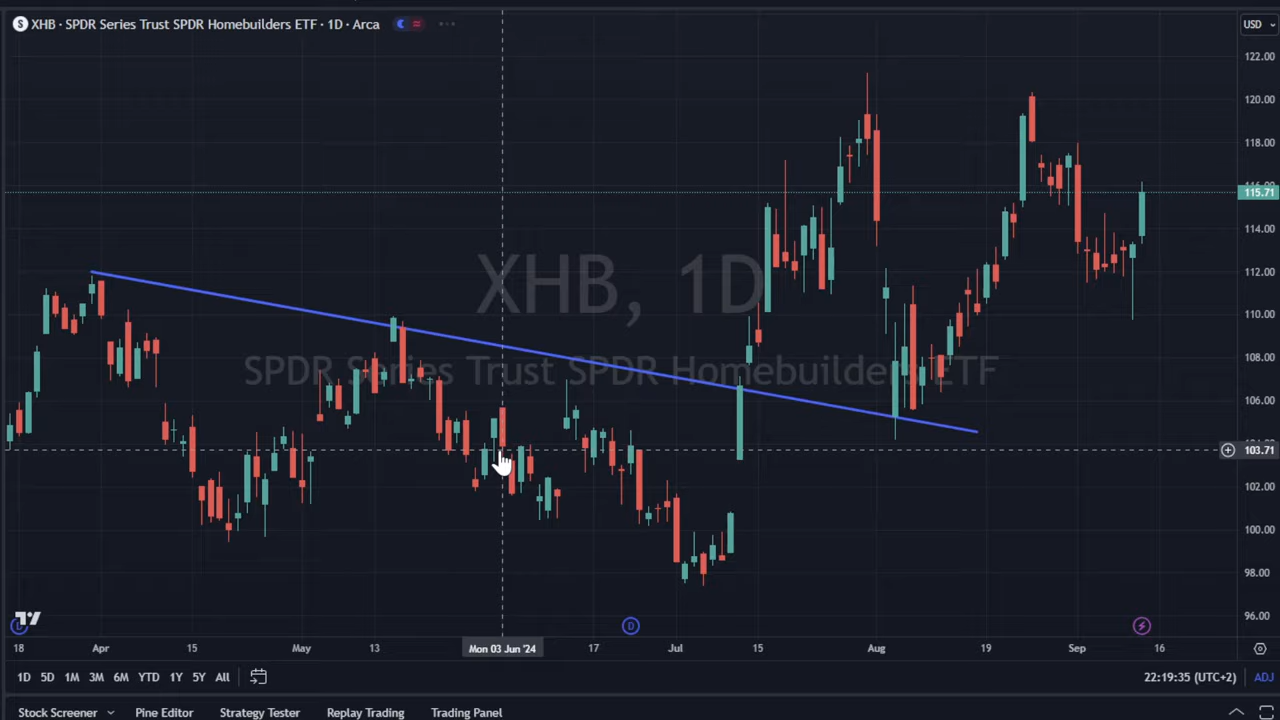 S XHB · SPDR Series Trust SPDR Homebuilders ETF · 1D · Arca
USD
122.00
120.00
118.00
116.00
115.71
114.00
112.00
110.00
108.00
106.00
104.00
103.71
102.00
100.00
98.00
96.00
XHB, 1D
SPDR Series Trust SPDR Homebuilders ETF
D
18 Apr 15 May 13 Mon 03 Jun '24 17 Jul 15 Aug 19 Sep 16
1D 5D 1M 3M 6M YTD 1Y 5Y All
22:19:35 (UTC+2) ADJ
Stock Screener Pine Editor Strategy Tester Replay Trading Trading Panel